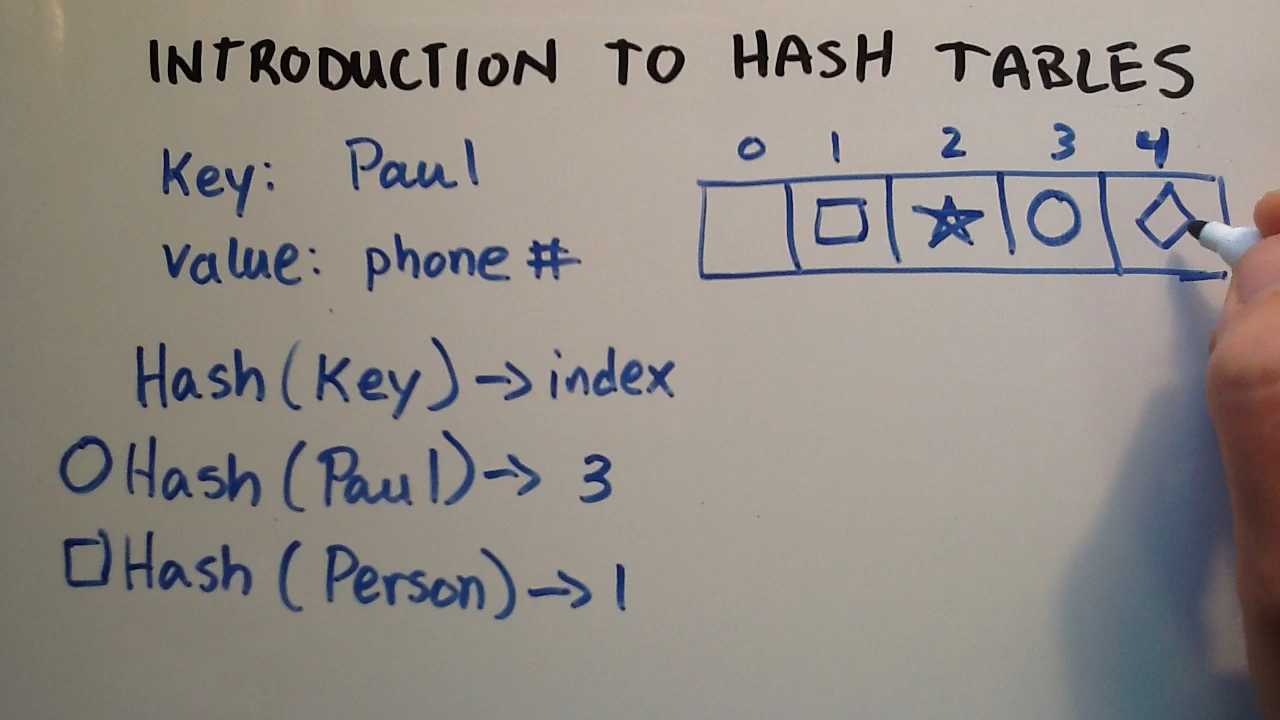 INTRODUCTION TO HASH TABLES
Key: Paul
value: phone #
0 1 2 3 4
Hash (Key) -> index
Hash (Paul) -> 3
Hash (Person) -> 1